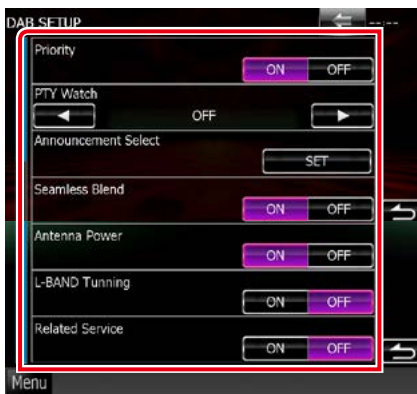 DAB SETUP --:--
Priority
ON OFF
PTY Watch
OFF
Announcement Select
SET
Seamless Blend
ON OFF
Antenna Power
ON OFF
L-BAND Tunning
ON OFF
Related Service
ON OFF
Menu